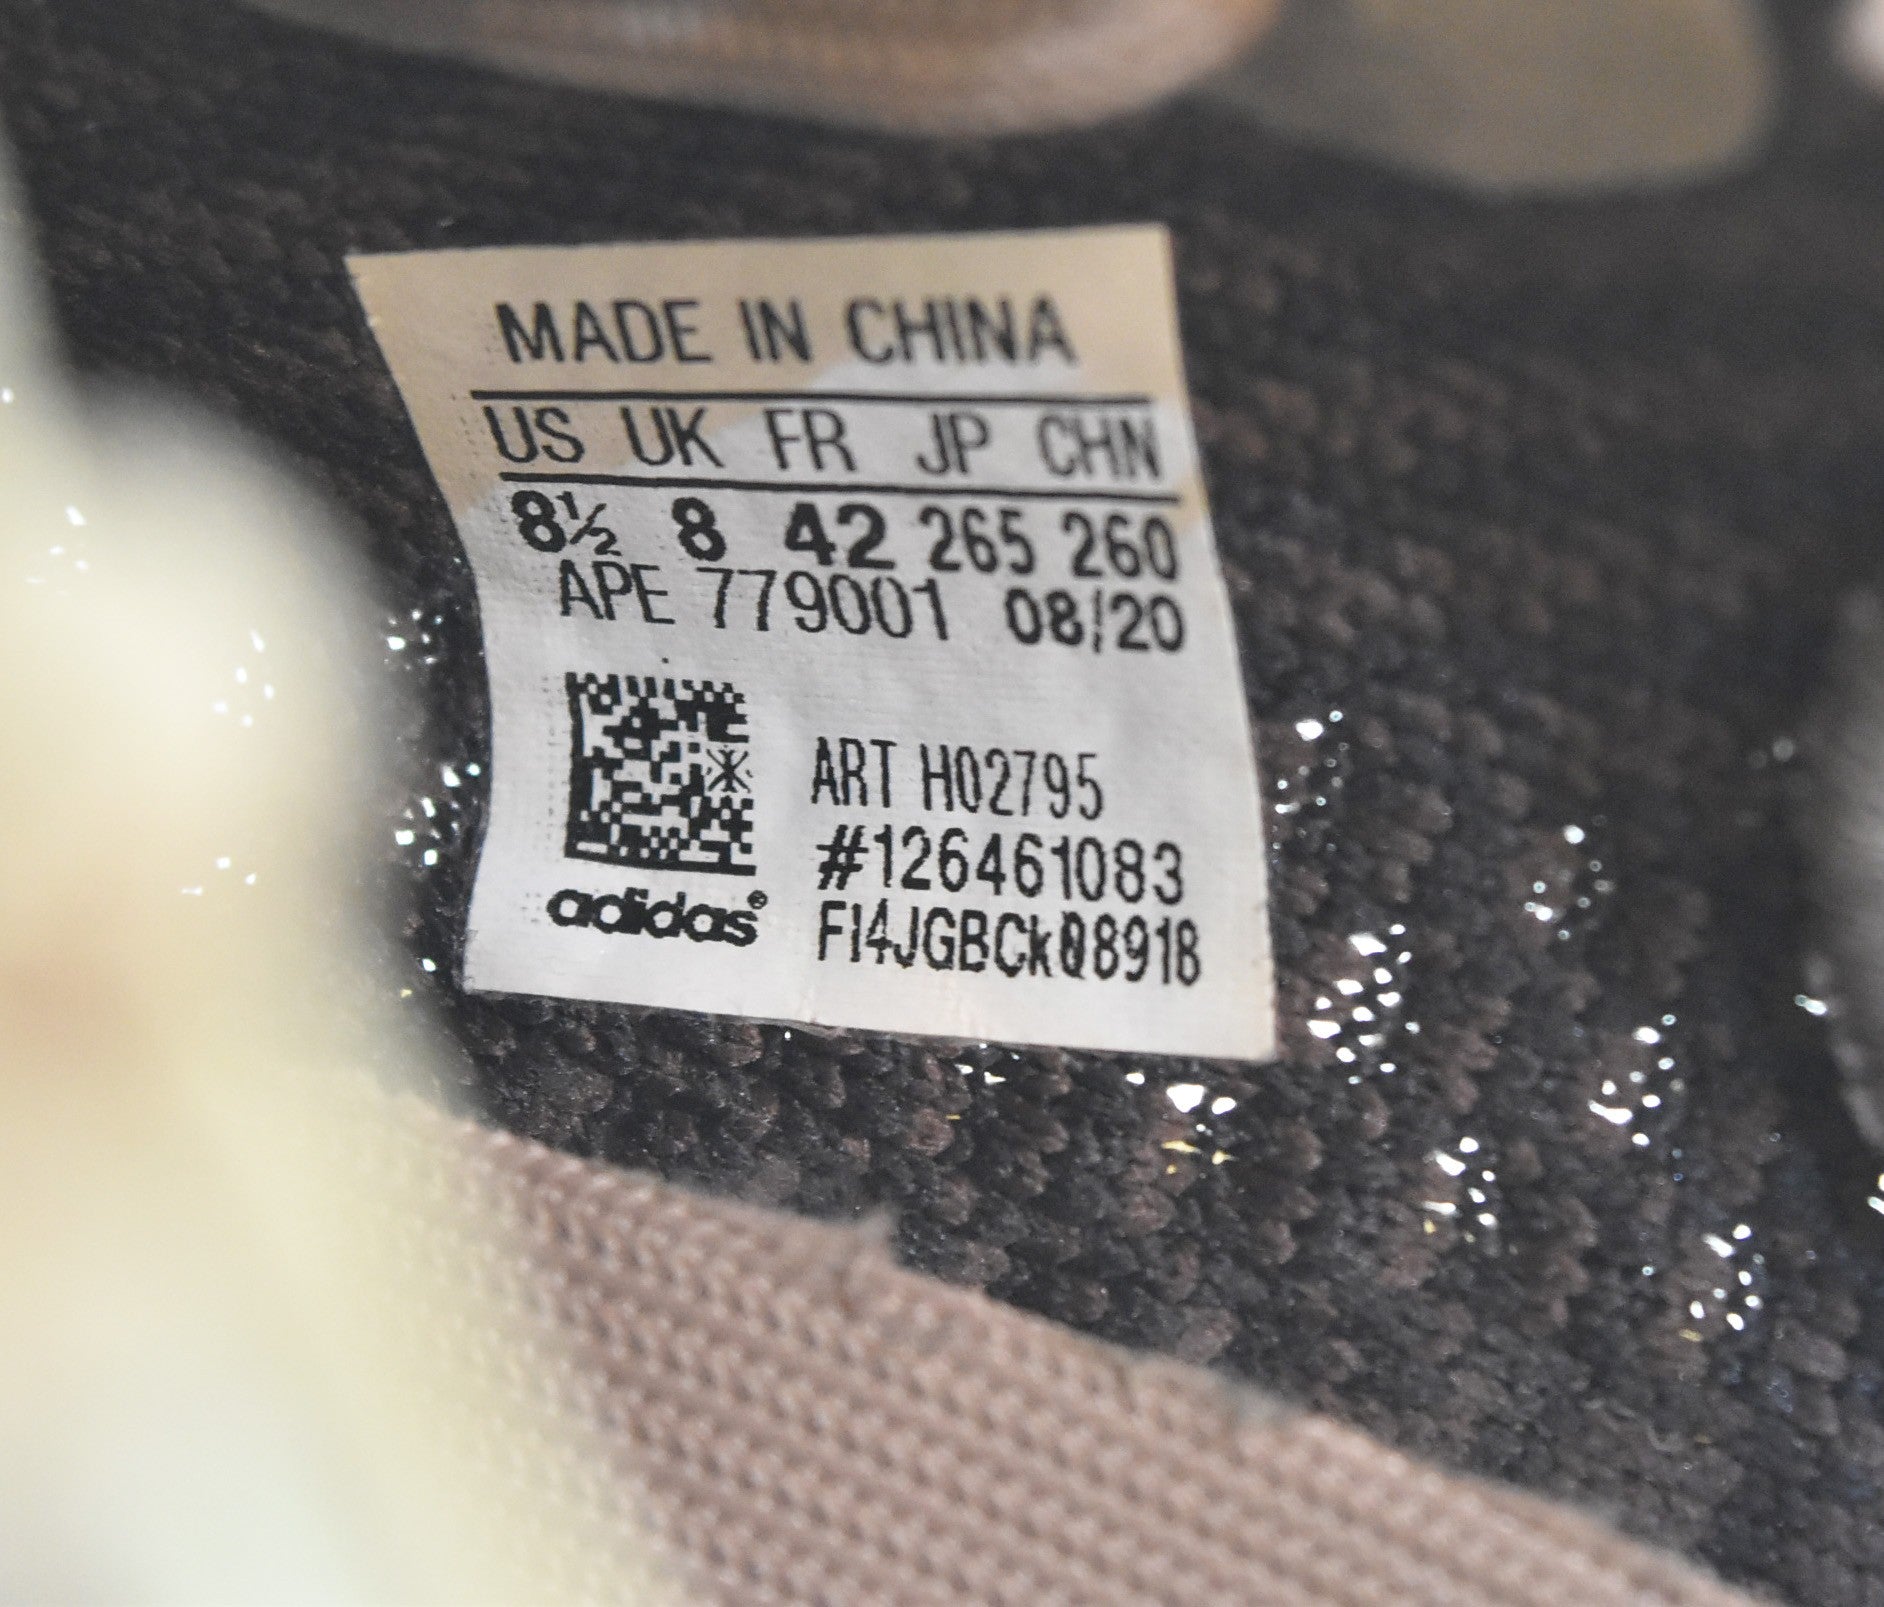 MADE IN CHINA
US UK FR JP CHN
8½ 8 42 265 260
APE 779001 08/20
ART H02795
#126461083
adidas®